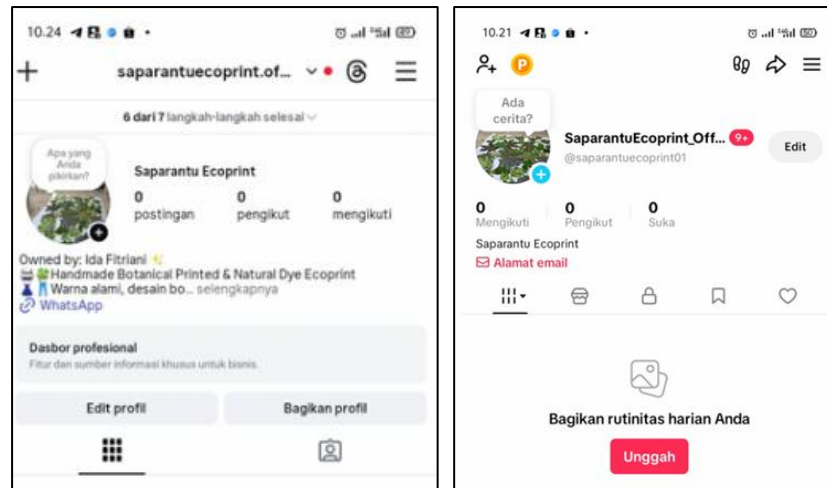 10.24
saparantuecoprint.of...
6 dari 7 langkah-langkah selesai
Apa yang
Anda
pikirkan?
Saparantu Ecoprint
0 0 0
postingan pengikut mengikuti
Owned by: Ida Fitriani
Handmade Botanical Printed & Natural Dye Ecoprint
Warna alami, desain bo... selengkapnya
WhatsApp
Dasbor profesional
Fitur dan sumber informasi khusus untuk bisnis.
Edit profil Bagikan profil
10.21
P
Ada
cerita?
SaparantuEcoprint_Off... 9+
@saparantuecoprint01
Edit
0 0 0
Mengikuti Pengikut Suka
Saparantu Ecoprint
Alamat email
Bagikan rutinitas harian Anda
Unggah